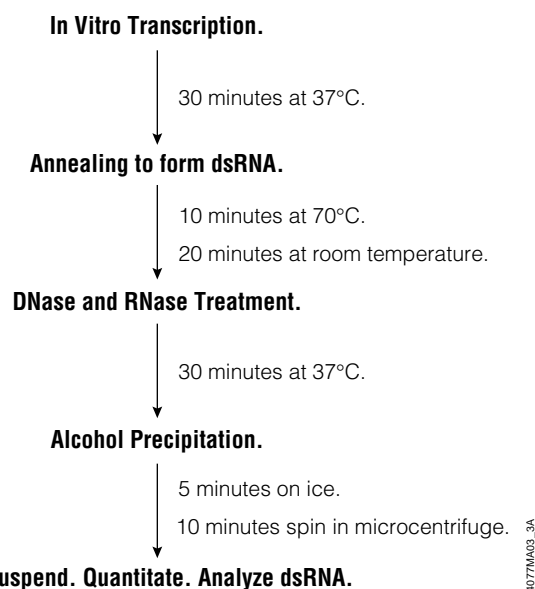 In Vitro Transcription.
30 minutes at 37°C.
Annealing to form dsRNA.
10 minutes at 70°C.
20 minutes at room temperature.
DNase and RNase Treatment.
30 minutes at 37°C.
Alcohol Precipitation.
5 minutes on ice.
10 minutes spin in microcentrifuge.
Quantitate. Analyze dsRNA.
4077MA03_3A